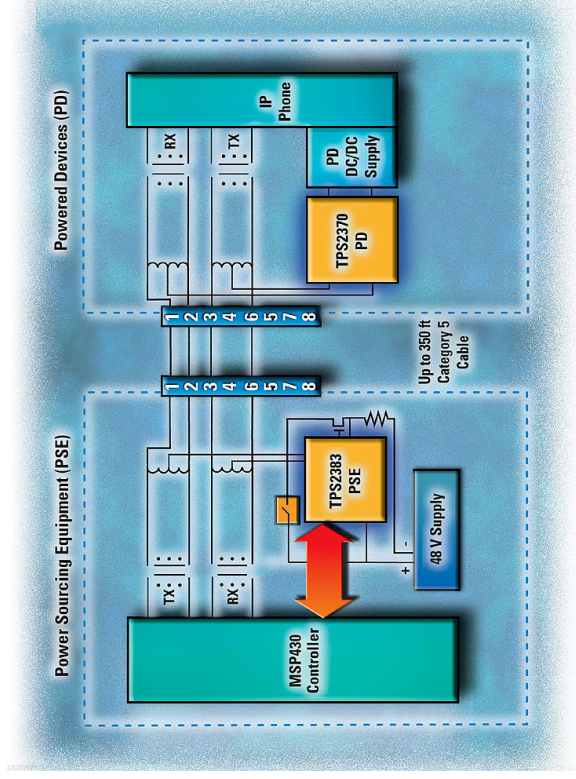 Power Sourcing Equipment (PSE)
Powered Devices (PD)
TX
RX
1
2
3
4
6
5
7
8
1
2
3
4
6
5
7
8
RX
TX
IP
Phone
PD
DC/DC
Supply
TPS2370
PD
Up to 350 ft
Category 5
Cable
TPS2383
PSE
MSP430
Controller
+
-
48 V Supply